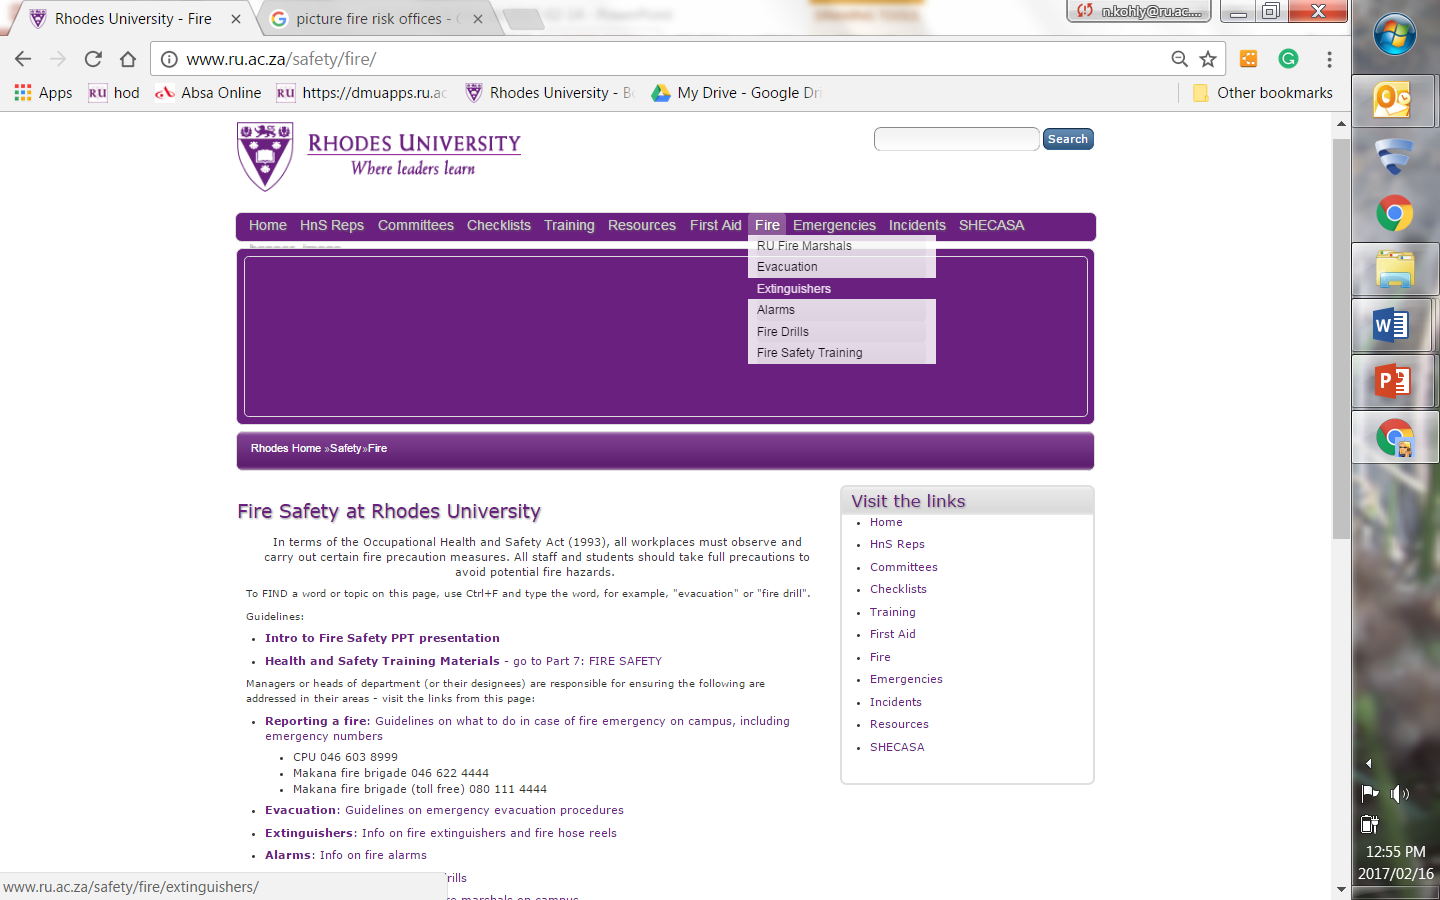 Rhodes University - Fire
picture fire risk offices -
n.kohly@ru.ac....
www.ru.ac.za/safety/fire/
Apps
hod
Absa Online
https://dmuapps.ru.ac
Rhodes University -
My Drive - Google Dri
Other bookmarks
RHODES UNIVERSITY
Where leaders learn
Search
Home HnS Reps Committees Checklists Training Resources First Aid Fire Emergencies Incidents SHECASA
RU Fire Marshals
Evacuation
Extinguishers
Alarms
Fire Drills
Fire Safety Training
Rhodes Home »Safety»Fire
Fire Safety at Rhodes University
In terms of the Occupational Health and Safety Act (1993), all workplaces must observe and
carry out certain fire precaution measures. All staff and students should take full precautions to
avoid potential fire hazards.
To FIND a word or topic on this page, use Ctrl+F and type the word, for example, "evacuation" or "fire drill".
Guidelines:
• Intro to Fire Safety PPT presentation
• Health and Safety Training Materials - go to Part 7: FIRE SAFETY
Managers or heads of department (or their designees) are responsible for ensuring the following are
addressed in their areas - visit the links from this page:
• Reporting a fire: Guidelines on what to do in case of fire emergency on campus, including
emergency numbers
• CPU 046 603 8999
• Makana fire brigade 046 622 4444
• Makana fire brigade (toll free) 080 111 4444
• Evacuation: Guidelines on emergency evacuation procedures
• Extinguishers: Info on fire extinguishers and fire hose reels
• Alarms: Info on fire alarms
rills
marshals on campus
Visit the links
• Home
• HnS Reps
• Committees
• Checklists
• Training
• First Aid
• Fire
• Emergencies
• Incidents
• Resources
• SHECASA
www.ru.ac.za/safety/fire/extinguishers/
12:55 PM
2017/02/16